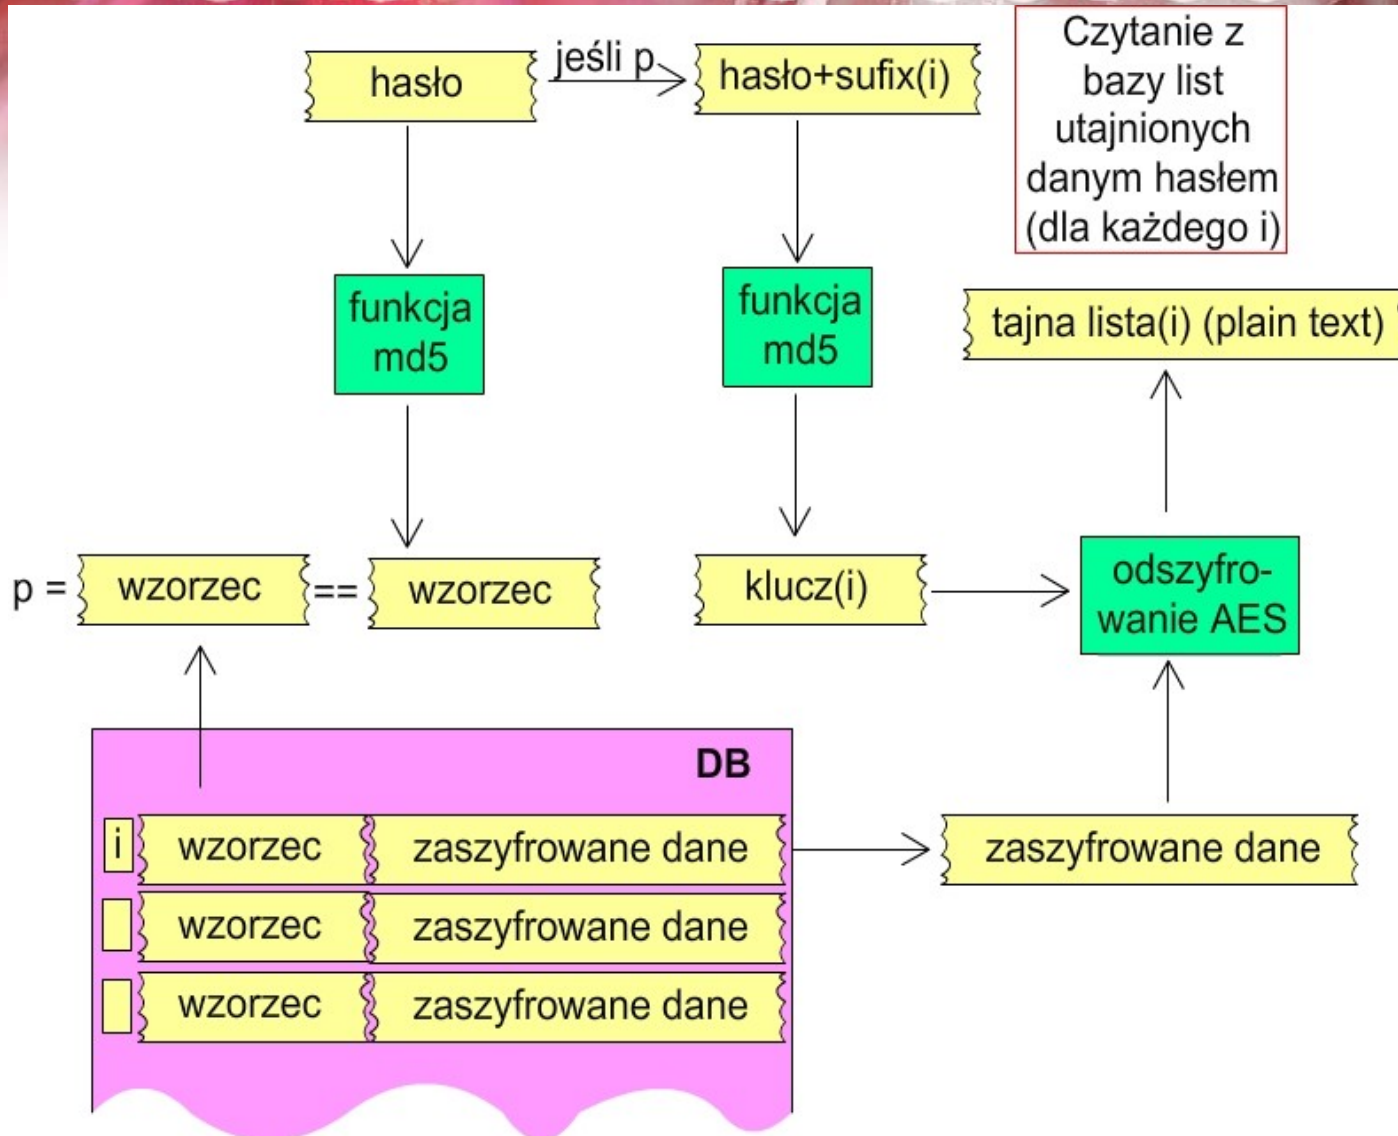 hasło
jeśli p
hasło+sufix(i)
Czytanie z
bazy list
utajnionych
danym hasłem
(dla każdego i)
funkcja
md5
funkcja
md5
tajna lista(i) (plain text)
p =
wzorzec
==
wzorzec
klucz(i)
odszyfro-
wanie AES
DB
i
wzorzec
zaszyfrowane dane
zaszyfrowane dane
wzorzec
zaszyfrowane dane
wzorzec
zaszyfrowane dane